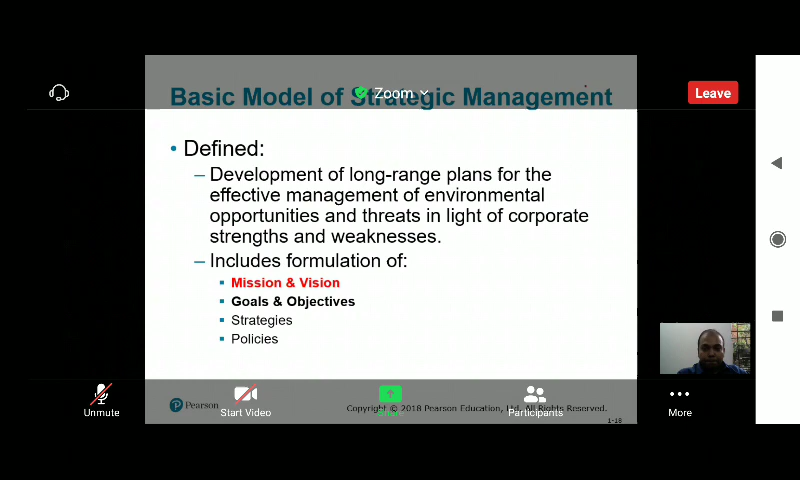 Basic Model of Strategic Management
Zoom
Leave
• Defined:
– Development of long-range plans for the
effective management of environmental
opportunities and threats in light of corporate
strengths and weaknesses.
– Includes formulation of:
▪ Mission & Vision
▪ Goals & Objectives
▪ Strategies
▪ Policies
Pearson
Copyright © 2018 Pearson Education, Ltd. All Rights Reserved.
1-18
Unmute
Start Video
Share
Participants
More